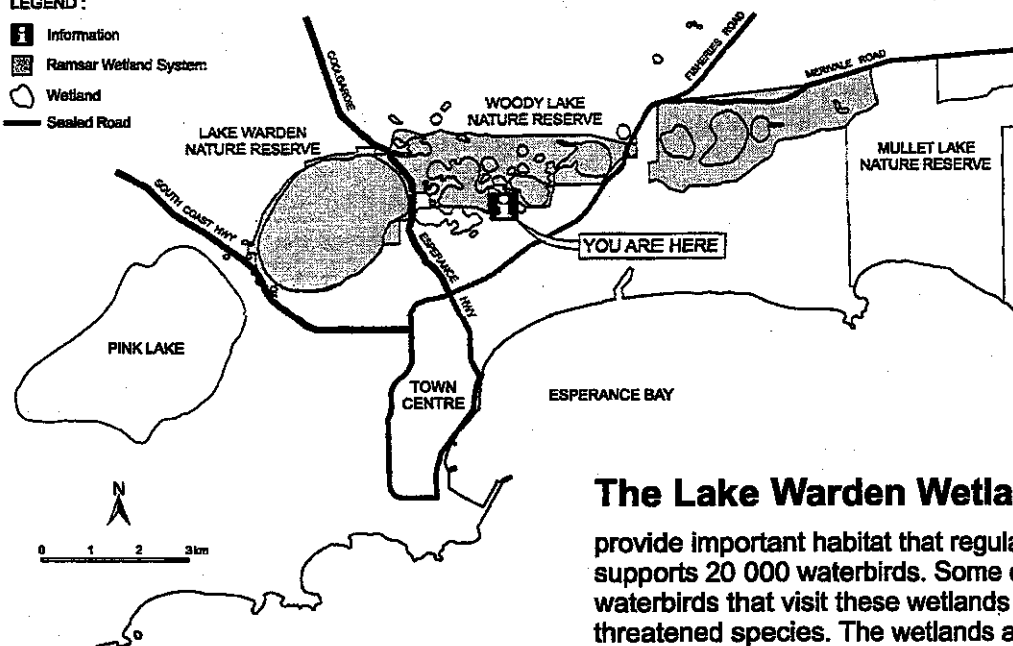 LEGEND :
Information
Ramsar Wetland System
Wetland
Sealed Road
COOLGARDIE
FISHERIES ROAD
MERIVALE ROAD
WOODY LAKE
NATURE RESERVE
LAKE WARDEN
NATURE RESERVE
MULLET LAKE
NATURE RESERVE
SOUTH COAST HWY
i
YOU ARE HERE
ESPERANCE HWY
PINK LAKE
TOWN
CENTRE
ESPERANCE BAY
N
0 1 2 3km
The Lake Warden Wetla
provide important habitat that regula
supports 20 000 waterbirds. Some
waterbirds that visit these wetlands
threatened species. The wetlands a